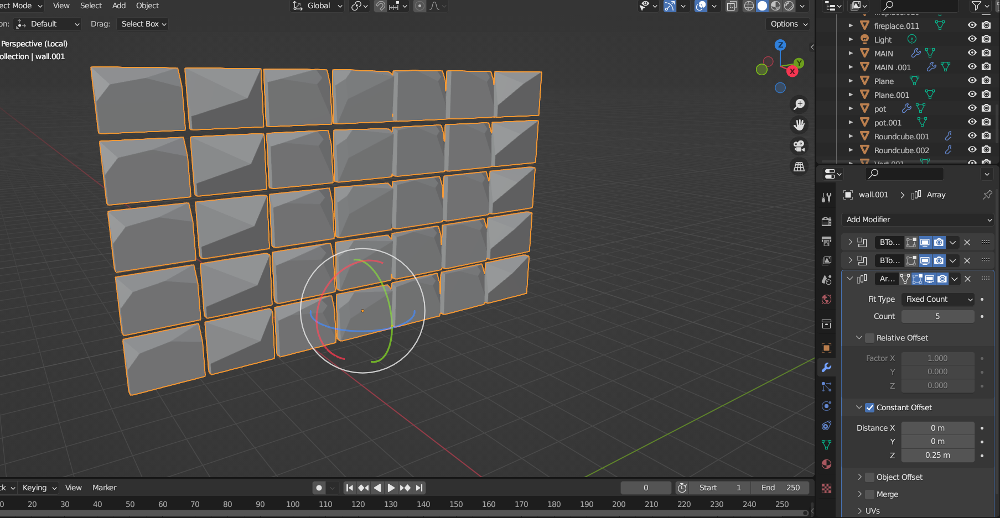 ect Mode View Select Add Object Global
on: Default Drag: Select Box Options
Perspective (Local)
ollection | wall.001
Z
Y
X
fireplace.011
Light
MAIN
MAIN .001
Plane
Plane.001
pot
pot.001
Roundcube.001
Roundcube.002
Vert.001
wall.001 > Array
Add Modifier
BTo...
BTo...
Ar...
Fit Type Fixed Count
Count 5
Relative Offset
Factor X 1.000
Y 0.000
Z 0.000
Constant Offset
Distance X 0 m
Y 0 m
Z 0.25 m
Object Offset
Merge
UVs
ck Keying View Marker 0 Start 1 End 250
0 20 30 40 50 60 70 80 90 100 110 120 130 140 150 160 170 180 190 200 210 220 230 240 250